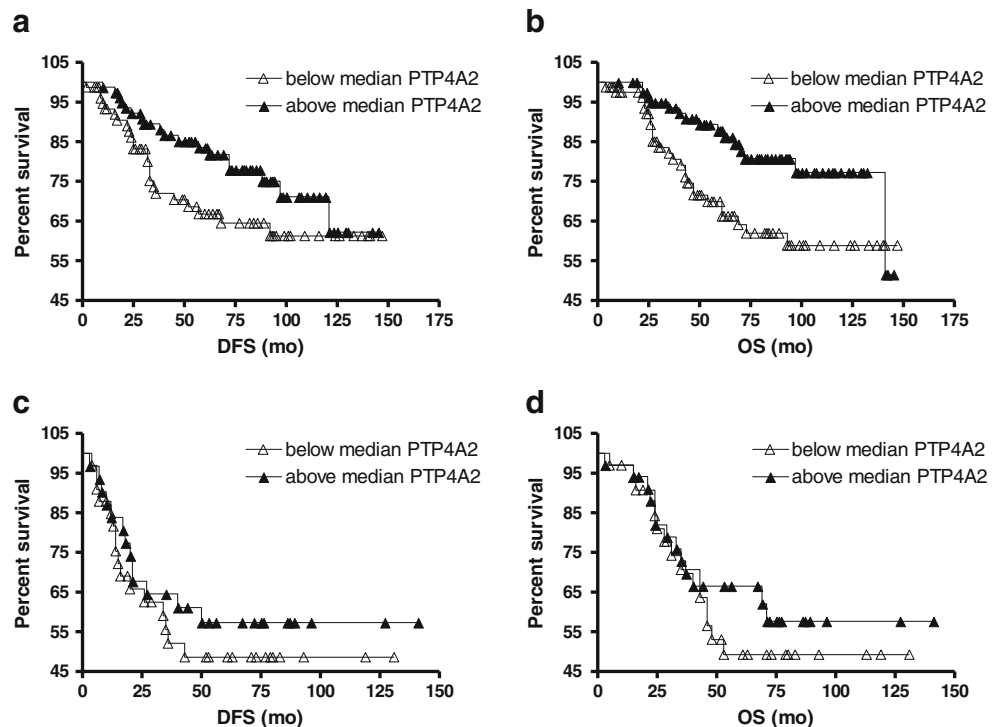 a
105
95
85
75
65
55
45
Percent survival
below median PTP4A2
above median PTP4A2
0 25 50 75 100 125 150 175
DFS (mo)
b
105
95
85
75
65
55
45
Percent survival
below median PTP4A2
above median PTP4A2
0 25 50 75 100 125 150 175
OS (mo)
c
105
95
85
75
65
55
45
Percent survival
below median PTP4A2
above median PTP4A2
0 25 50 75 100 125 150
DFS (mo)
d
105
95
85
75
65
55
45
Percent survival
below median PTP4A2
above median PTP4A2
0 25 50 75 100 125 150
OS (mo)